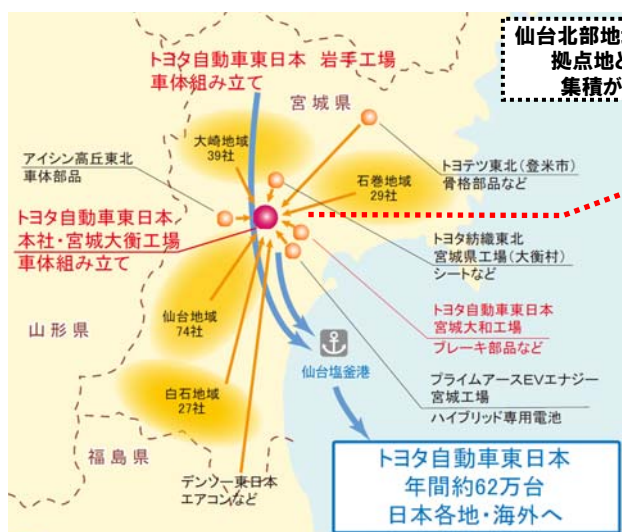 仙台北部地
拠点地と
集積が
トヨタ自動車東日本 岩手工場
車体組み立て
宮城県
大崎地域
39社
アイシン高丘東北
車体部品
石巻地域
29社
トヨテツ東北(登米市)
骨格部品など
トヨタ自動車東日本
本社・宮城大衡工場
車体組み立て
トヨタ紡織東北
宮城県工場(大衡村)
シートなど
仙台地域
74社
トヨタ自動車東日本
宮城大和工場
ブレーキ部品など
山形県
仙台塩釜港
プライムアースEVエナジー
宮城工場
ハイブリッド専用電池
白石地域
27社
福島県
デンソー東日本
エアコンなど
トヨタ自動車東日本
年間約62万台
日本各地・海外へ